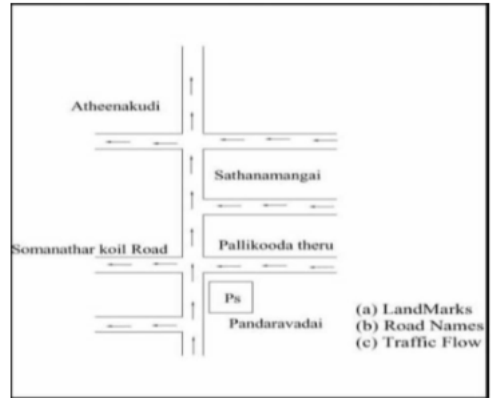 Atheenakudi
Sathanamangai
Somanathar koil Road
Pallikooda theru
Ps
Pandaravadai
(a) LandMarks
(b) Road Names
(c) Traffic Flow